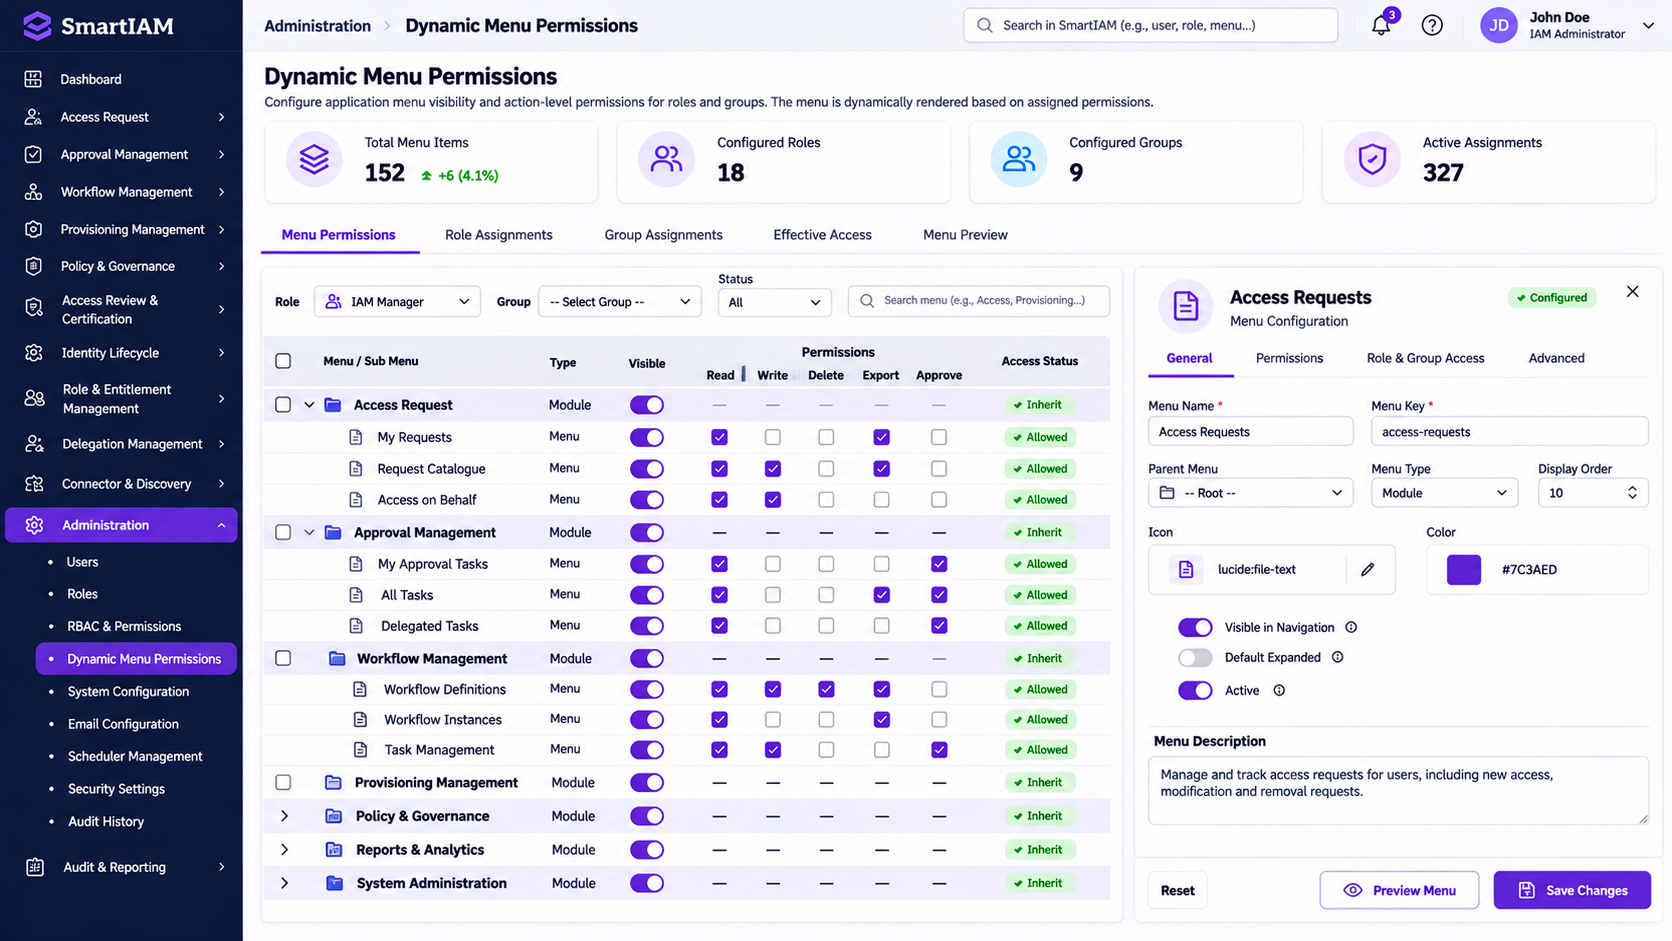 SmartIAM
Dashboard
Access Request
Approval Management
Workflow Management
Provisioning Management
Policy & Governance
Access Review &
Certification
Identity Lifecycle
Role & Entitlement
Management
Delegation Management
Connector & Discovery
Administration
• Users
• Roles
• RBAC & Permissions
• Dynamic Menu Permissions
• System Configuration
• Email Configuration
• Scheduler Management
• Security Settings
• Audit History
Audit & Reporting
Administration > Dynamic Menu Permissions
Search in SmartIAM (e.g., user, role, menu...)
3
JD
John Doe
IAM Administrator
Dynamic Menu Permissions
Configure application menu visibility and action-level permissions for roles and groups. The menu is dynamically rendered based on assigned permissions.
Total Menu Items
152 +6 (4.1%)
Configured Roles
18
Configured Groups
9
Active Assignments
327
Menu Permissions Role Assignments Group Assignments Effective Access Menu Preview
Status
Role IAM Manager Group -- Select Group -- All Search menu (e.g., Access, Provisioning...)
Permissions
Menu / Sub Menu Type Visible Read Write Delete Export Approve Access Status
Access Request Module — — — — — Inherit
My Requests Menu Allowed
Request Catalogue Menu Allowed
Access on Behalf Menu Allowed
Approval Management Module — — — — — Inherit
My Approval Tasks Menu Allowed
All Tasks Menu Allowed
Delegated Tasks Menu Allowed
Workflow Management Module — — — — — Inherit
Workflow Definitions Menu Allowed
Workflow Instances Menu Allowed
Task Management Menu Allowed
Provisioning Management Module — — — — — Inherit
Policy & Governance Module — — — — — Inherit
Reports & Analytics Module — — — — — Inherit
System Administration Module — — — — — Inherit
Access Requests
Menu Configuration
Configured
General Permissions Role & Group Access Advanced
Menu Name * Menu Key *
Access Requests access-requests
Parent Menu Menu Type Display Order
-- Root -- Module 10
Icon Color
lucide:file-text #7C3AED
Visible in Navigation
Default Expanded
Active
Menu Description
Manage and track access requests for users, including new access,
modification and removal requests.
Reset Preview Menu Save Changes